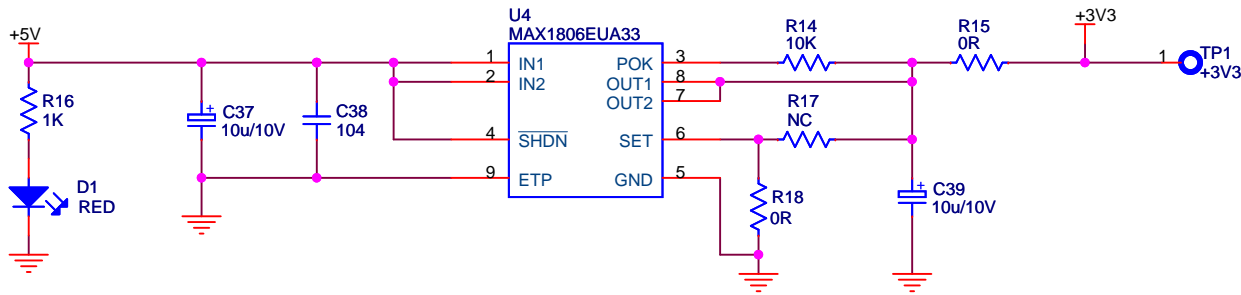 +5V
R16
1K
D1
RED
C37
+
10u/10V
C38
104
U4
MAX1806EUA33
1 IN1
2 IN2
4 SHDN
9 ETP
POK 3
OUT1 8
OUT2 7
SET 6
GND 5
R14
10K
R15
0R
R17
NC
R18
0R
+
C39
10u/10V
+3V3
1
TP1
+3V3